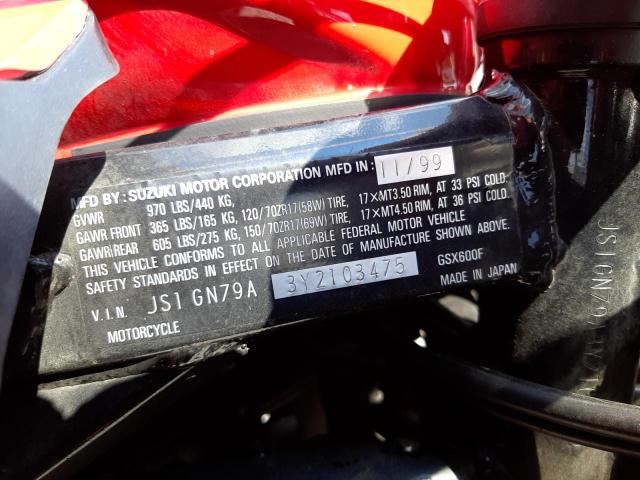 MFD BY: SUZUKI MOTOR CORPORATION MFD IN: 11/99
GVWR 970 LBS/440 KG,
GAWR FRONT 365 LBS/165 KG, 120/70ZR17(58W) TIRE, 17×MT3.50 RIM, AT 33 PSI COLD.
GAWR REAR 605 LBS/275 KG, 150/70ZR17(69W) TIRE, 17×MT4.50 RIM, AT 36 PSI COLD.
THIS VEHICLE CONFORMS TO ALL APPLICABLE FEDERAL MOTOR VEHICLE
SAFETY STANDARDS IN EFFECT ON THE DATE OF MANUFACTURE SHOWN ABOVE.
V.I.N. JS1GN79A 3Y2103475 GSX600F
MOTORCYCLE MADE IN JAPAN
JS1GN79